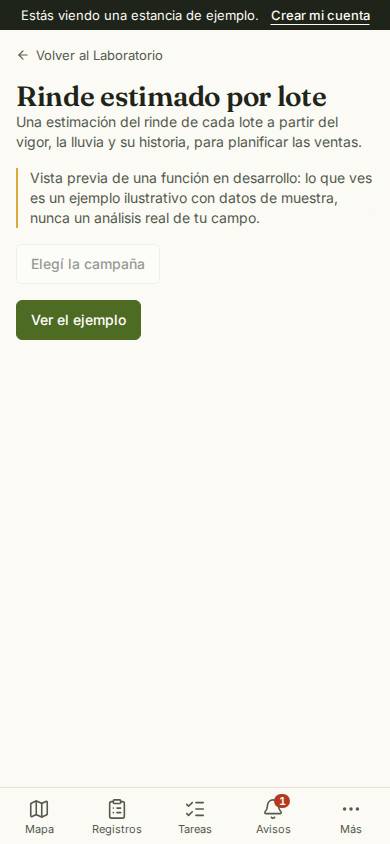 Estás viendo una estancia de ejemplo. Crear mi cuenta
Volver al Laboratorio
Rinde estimado por lote
Una estimación del rinde de cada lote a partir del
vigor, la lluvia y su historia, para planificar las ventas.
Vista previa de una función en desarrollo: lo que ves
es un ejemplo ilustrativo con datos de muestra,
nunca un análisis real de tu campo.
Elegí la campaña
Ver el ejemplo
1
Mapa Registros Tareas Avisos Más